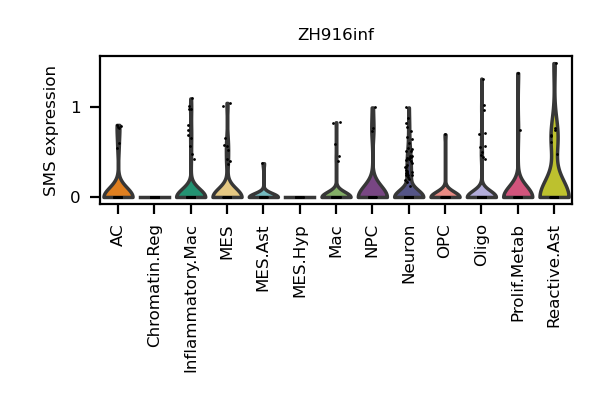 ZH916inf
SMS expression
1
0
AC
Chromatin.Reg
Inflammatory.Mac
MES
MES.Ast
MES.Hyp
Mac
NPC
Neuron
OPC
Oligo
Prolif.Metab
Reactive.Ast